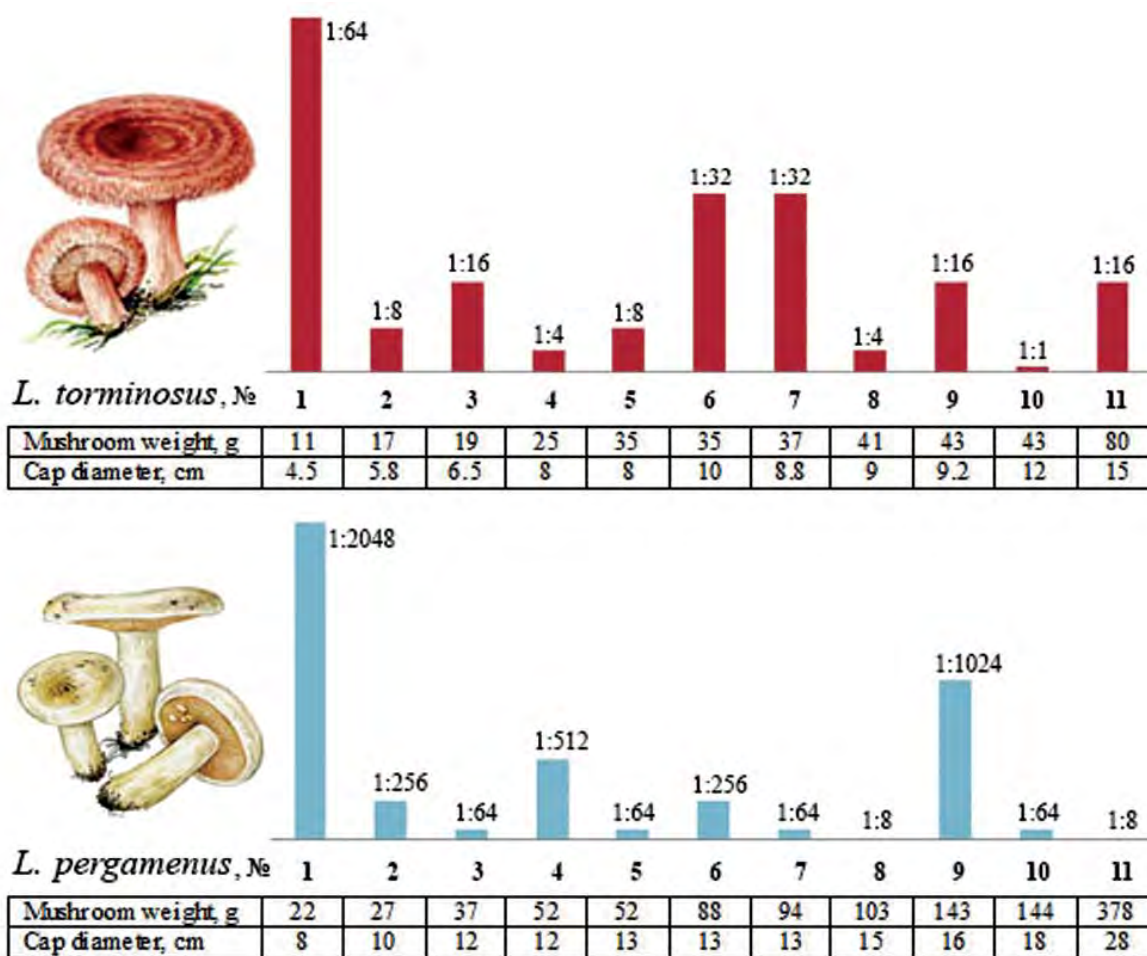 1:64
1:32 1:32
1:16 1:16 1:16
1:8 1:8
1:4 1:4
1:1
L. torminosus, № 1 2 3 4 5 6 7 8 9 10 11
Mushroom weight, g 11 17 19 25 35 35 37 41 43 43 80
Cap diameter, cm 4.5 5.8 6.5 8 8 10 8.8 9 9.2 12 15
1:2048
1:1024
1:512
1:256 1:256
1:64 1:64 1:64 1:8 1:64 1:8
L. pergamenus, № 1 2 3 4 5 6 7 8 9 10 11
Mushroom weight, g 22 27 37 52 52 88 94 103 143 144 378
Cap diameter, cm 8 10 12 12 13 13 13 15 16 18 28